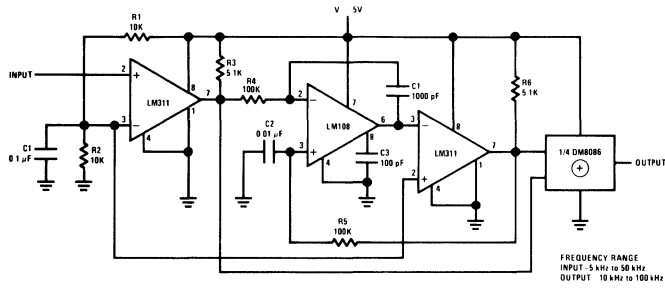 V 5V
R1
10K
R3
5 1K
R4
100K
R6
5 1K
C1
1000 pF
INPUT
2
+
8
LM311
7
1
3
−
4
2
−
7
LM108
6
8
3
+
4
3
−
8
LM311
7
1
2
+
4
C1
0 1 μF
R2
10K
C2
0 01 μF
C3
100 pF
R5
100K
1/4 DM8086
+
OUTPUT
FREQUENCY RANGE
INPUT – 5 kHz to 50 kHz
OUTPUT 10 kHz to 100 kHz